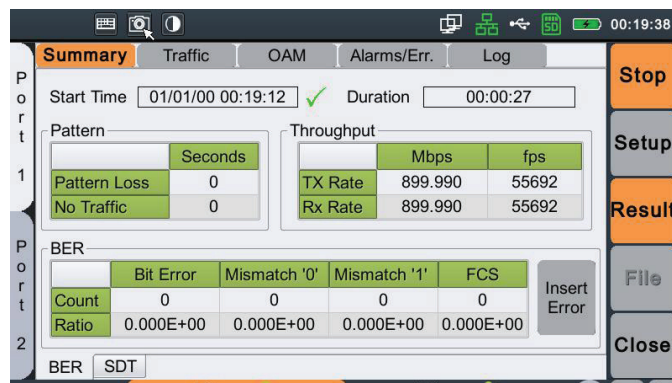 SD 00:19:38
Summary Traffic OAM Alarms/Err. Log
Stop
Setup
Result
File
Close
Port 1
Port 2
Start Time 01/01/00 00:19:12 Duration 00:00:27
Pattern
Seconds
Pattern Loss 0
No Traffic 0
Throughput
Mbps fps
TX Rate 899.990 55692
Rx Rate 899.990 55692
BER
Bit Error Mismatch '0' Mismatch '1' FCS
Count 0 0 0 0
Ratio 0.000E+00 0.000E+00 0.000E+00 0.000E+00
Insert
Error
BER SDT